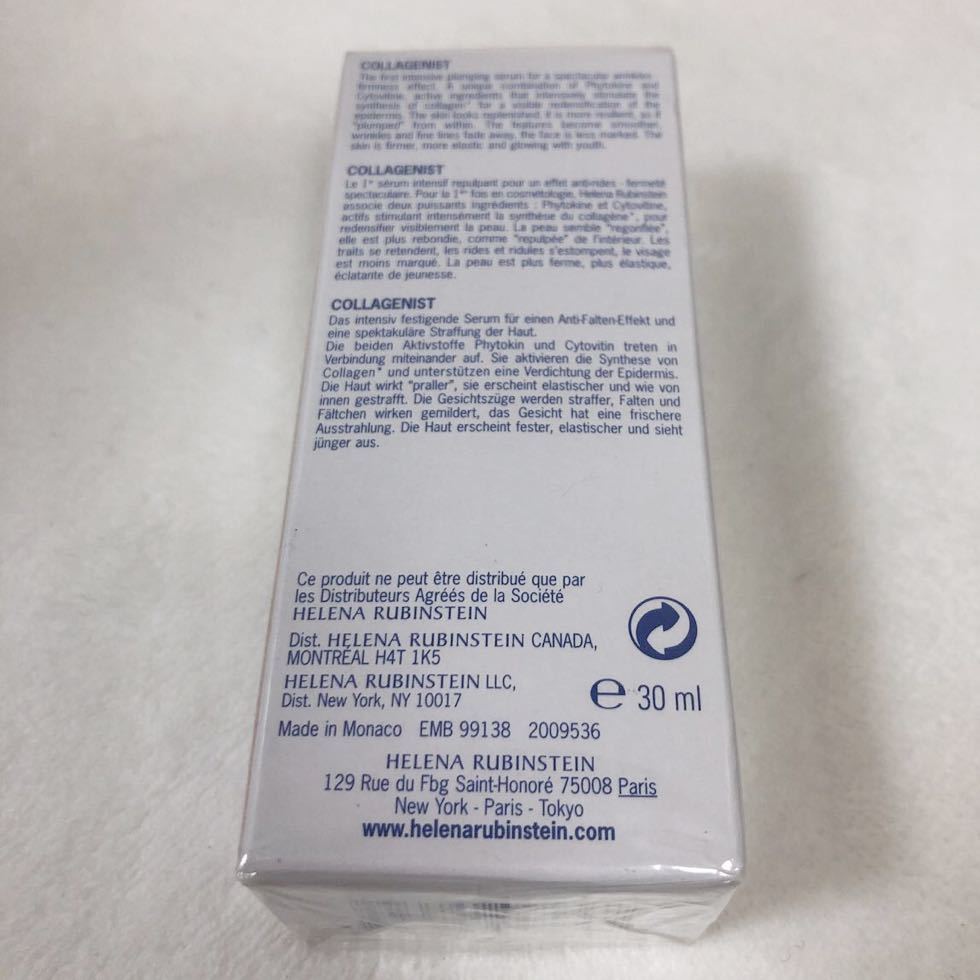 COLLAGENIST
The first intensive plumping serum for a spectacular wrinkles -
firmness effect. A unique combination of Phytokine and
Cytovitine, active ingredients that intensively stimulate the
synthesis of collagen* for a visible redensification of the
epidermis. The skin looks replenished. It is more resilient, as if
"plumped" from within. The features become smoother,
wrinkles and fine lines fade away, the face is less marked. The
skin is firmer, more elastic and glowing with youth.
COLLAGENIST
Le 1er sérum intensif repulpant pour un effet anti-rides - fermeté
spectaculaire. Pour la 1ère fois en cosmétologie, Helena Rubinstein
associe deux puissants ingrédients : Phytokine et Cytovitine,
actifs stimulant intensément la synthèse du collagène*, pour
redensifier visiblement la peau. La peau semble "regonflée",
elle est plus rebondie, comme "repulpée" de l'intérieur. Les
traits se retendent, les rides et ridules s'estompent, le visage
est moins marqué. La peau est plus ferme, plus élastique,
éclatante de jeunesse.
COLLAGENIST
Das intensiv festigende Serum für einen Anti-Falten-Effekt und
eine spektakuläre Straffung der Haut.
Die beiden Aktivstoffe Phytokin und Cytovitin treten in
Verbindung miteinander auf. Sie aktivieren die Synthese von
Collagen* und unterstützen eine Verdichtung der Epidermis.
Die Haut wirkt "praller", sie erscheint elastischer und wie von
innen gestrafft. Die Gesichtszüge werden straffer, Falten und
Fältchen wirken gemildert, das Gesicht hat eine frischere
Ausstrahlung. Die Haut erscheint fester, elastischer und sieht
jünger aus.
Ce produit ne peut être distribué que par
les Distributeurs Agréés de la Société
HELENA RUBINSTEIN
Dist. HELENA RUBINSTEIN CANADA,
MONTRÉAL H4T 1K5
HELENA RUBINSTEIN LLC,
Dist. New York, NY 10017
e 30 ml
Made in Monaco EMB 99138 2009536
HELENA RUBINSTEIN
129 Rue du Fbg Saint-Honoré 75008 Paris
New York - Paris - Tokyo
www.helenarubinstein.com